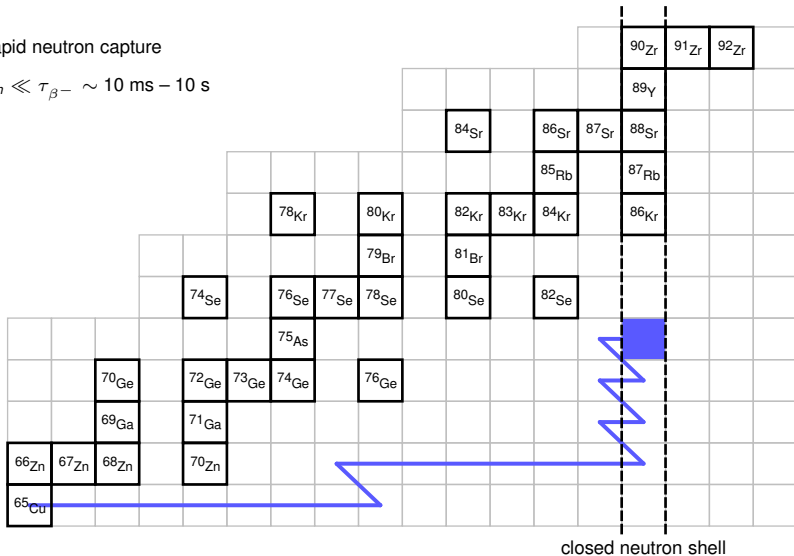 apid neutron capture
n ≪ τβ− ∼ 10 ms – 10 s
90Zr 91Zr 92Zr
89Y
84Sr 86Sr 87Sr 88Sr
85Rb 87Rb
78Kr 80Kr 82Kr 83Kr 84Kr 86Kr
79Br 81Br
74Se 76Se 77Se 78Se 80Se 82Se
75As
70Ge 72Ge 73Ge 74Ge 76Ge
69Ga 71Ga
66Zn 67Zn 68Zn 70Zn
65Cu
closed neutron shell